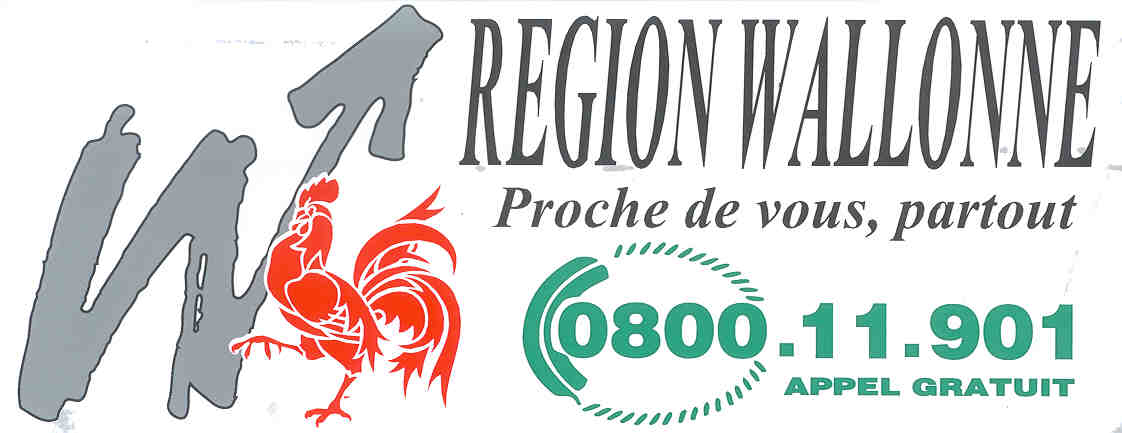 REGION WALLONNE
Proche de vous, partout
0800.11.901
APPEL GRATUIT